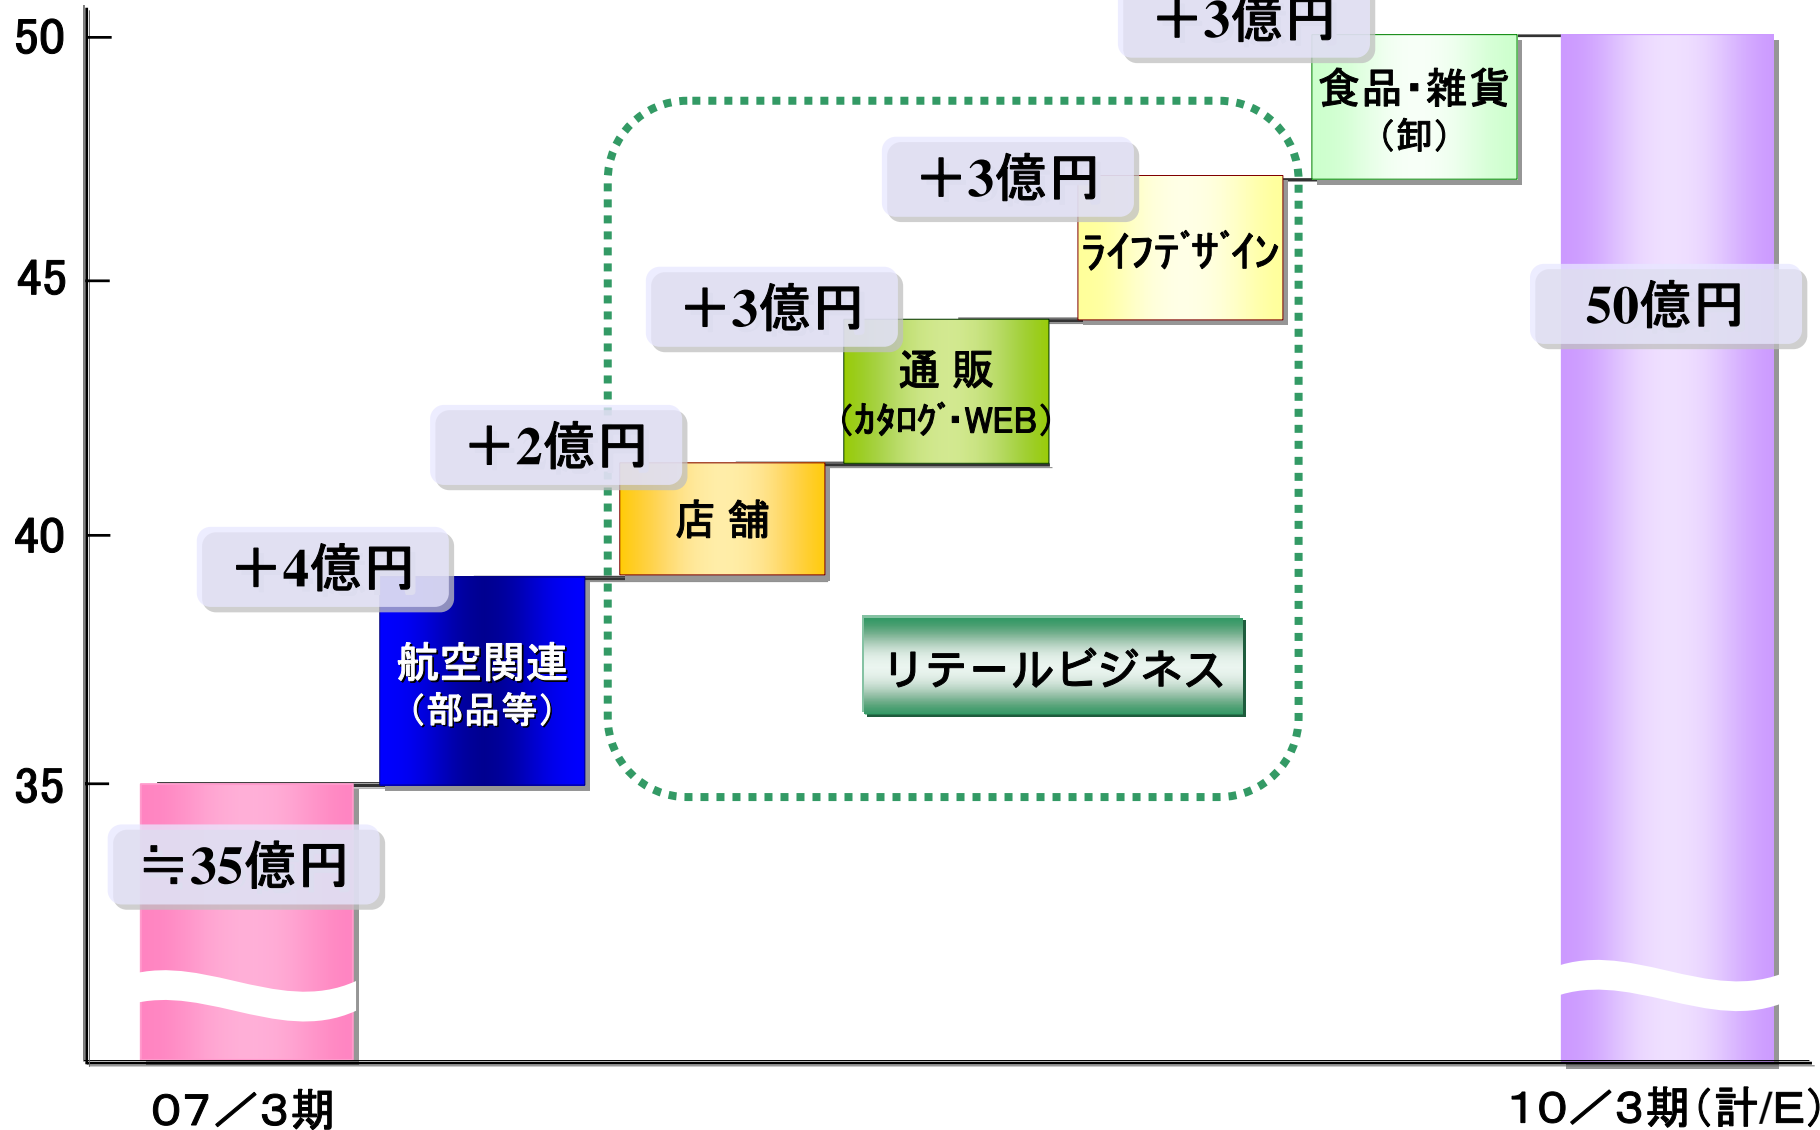 ＋3億円
50
食品・雑貨
（卸）
＋3億円
ﾗｲﾌﾃﾞｻﾞｲﾝ
45
＋3億円
50億円
通 販
（ｶﾀﾛｸﾞ・WEB）
＋2億円
店 舗
40
＋4億円
航空関連
（部品等）
リテールビジネス
35
≒35億円
０７／３期
１０／３期（計/Ｅ）